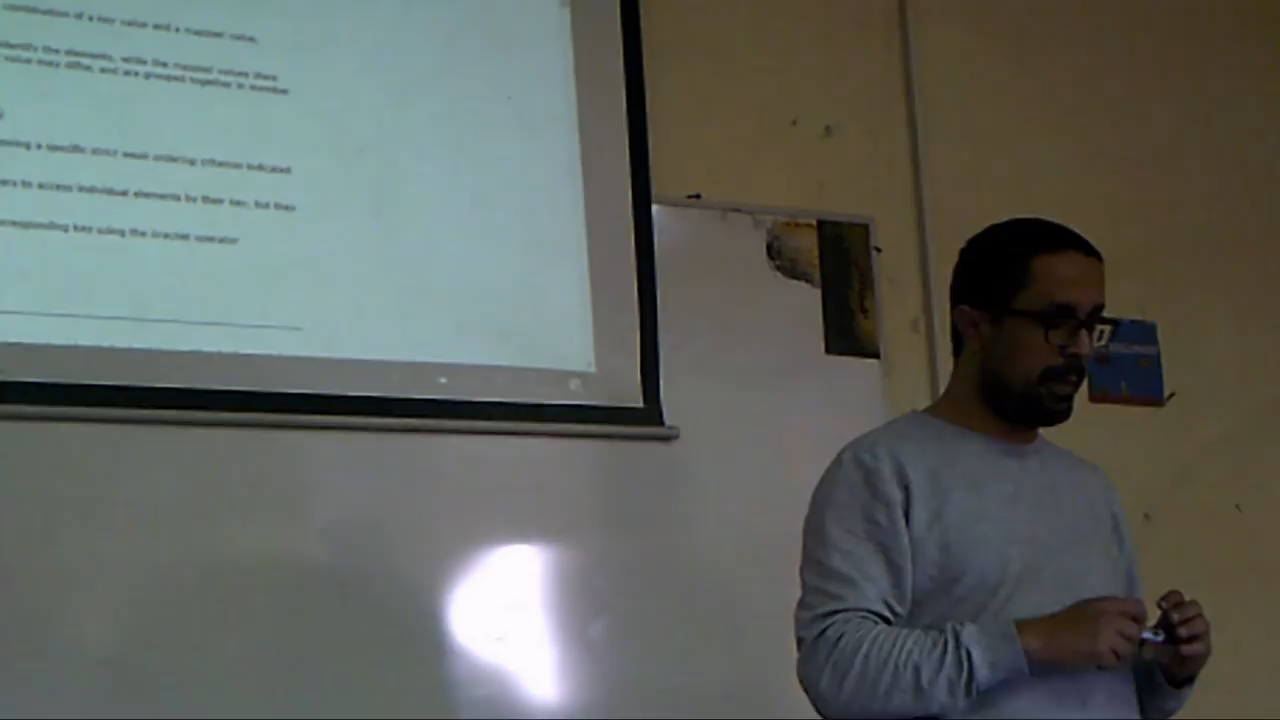 combination of a key value and a mapped value,
identify the elements, while the mapped values store
value may differ, and are grouped together in member
a specific strict weak ordering criterion indicated
to access individual elements by their key, but they
corresponding key using the bracket operator